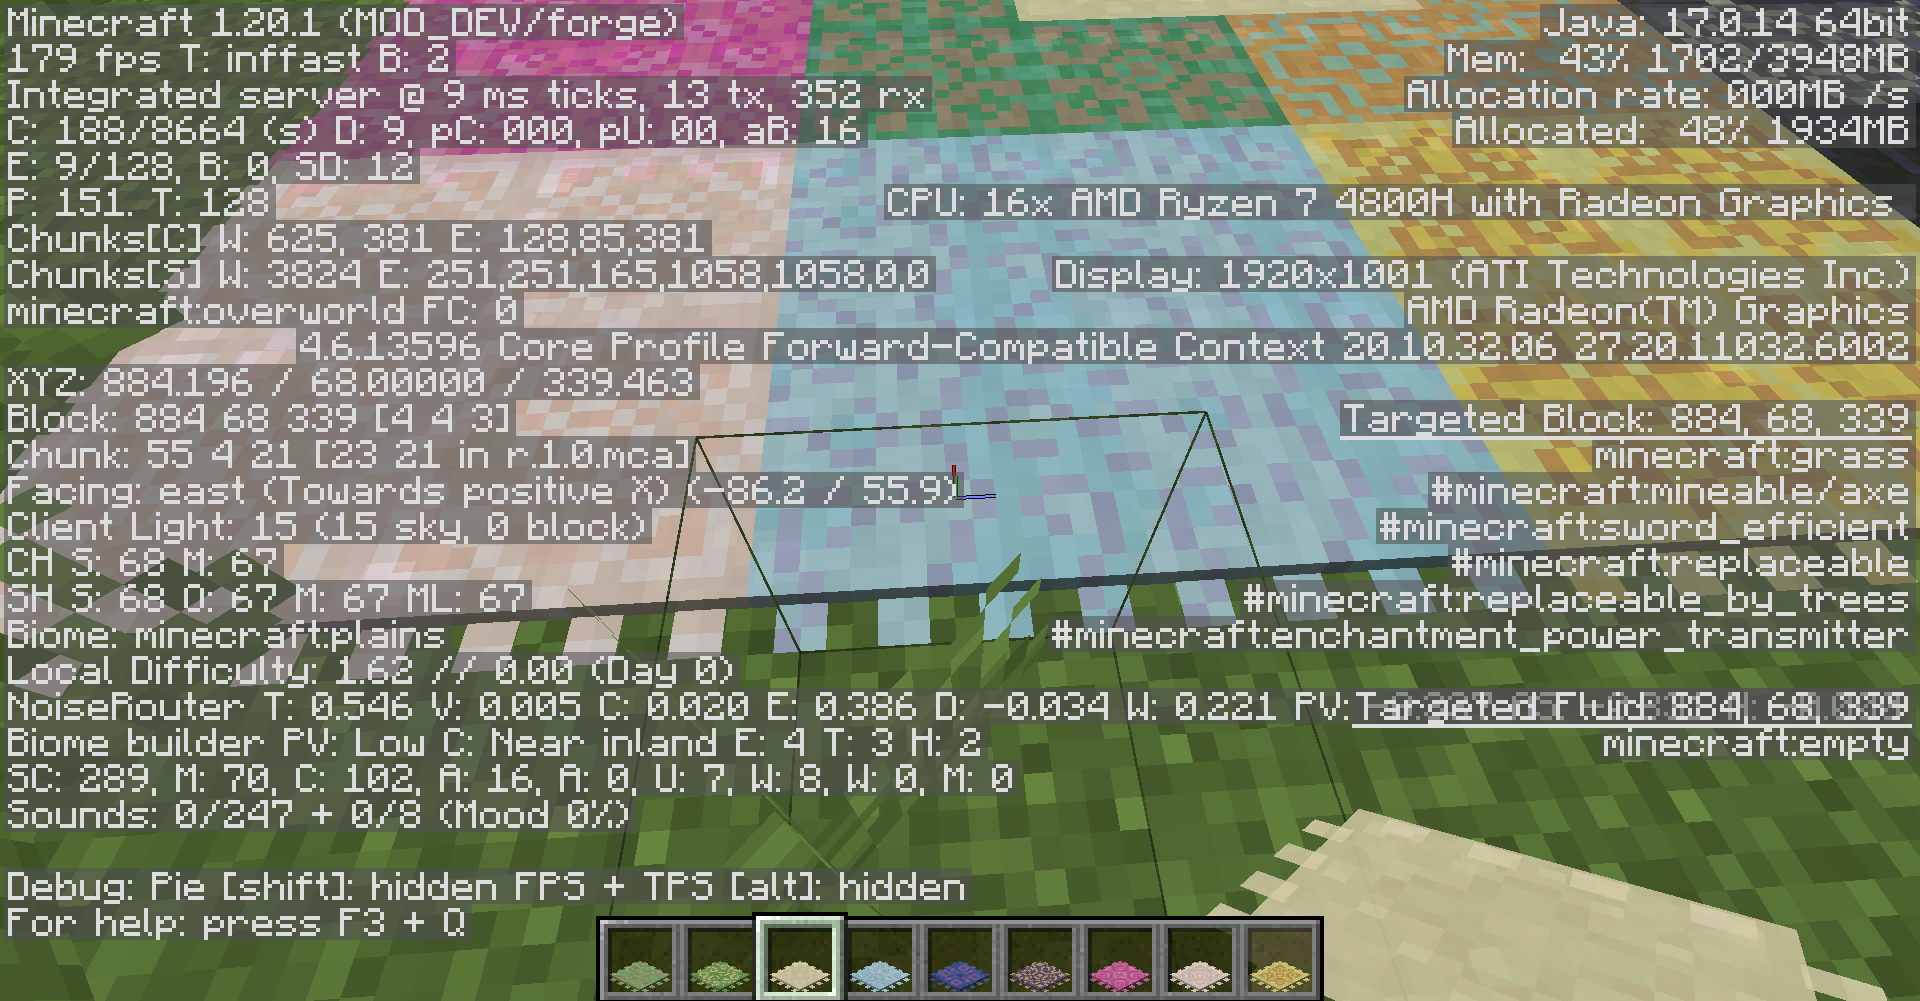 Minecraft 1.20.1 (MOD_DEV/forge)
179 fps T: inffast B: 2
Integrated server @ 9 ms ticks, 13 tx, 352 rx
C: 188/8664 (s) D: 9, pC: 000, pU: 00, aB: 16
E: 9/128, B: 0, SD: 12
P: 151. T: 128
Chunks[C] W: 625, 381 E: 128,85,381
Chunks[S] W: 3824 E: 251,251,165,1058,1058,0,0
minecraft:overworld FC: 0
XYZ: 884.196 / 68.00000 / 339.463
Block: 884 68 339 [4 4 3]
Chunk: 55 4 21 [23 21 in r.1.0.mca]
Facing: east (Towards positive X) (-86.2 / 55.9)
Client Light: 15 (15 sky, 0 block)
CH S: 68 M: 67
SH S: 68 O: 67 M: 67 ML: 67
Biome: minecraft:plains
Local Difficulty: 1.62 // 0.00 (Day 0)
NoiseRouter T: 0.546 V: 0.005 C: 0.020 E: 0.386 D: -0.034 W: 0.221 PV:
Biome builder PV: Low C: Near inland E: 4 T: 3 H: 2
SC: 289, M: 70, C: 102, A: 16, A: 0, U: 7, W: 8, W: 0, M: 0
Sounds: 0/247 + 0/8 (Mood 0%)
Debug: Pie [shift]: hidden FPS + TPS [alt]: hidden
For help: press F3 + Q
Java: 17.0.14 64bit
Mem: 43% 1702/3948MB
Allocation rate: 000MB /s
Allocated: 48% 1934MB
CPU: 16x AMD Ryzen 7 4800H with Radeon Graphics
Display: 1920x1001 (ATI Technologies Inc.)
AMD Radeon(TM) Graphics
4.6.13596 Core Profile Forward-Compatible Context 20.10.32.06 27.20.11032.6002
Targeted Block: 884, 68, 339
minecraft:grass
#minecraft:mineable/axe
#minecraft:sword_efficient
#minecraft:replaceable
#minecraft:replaceable_by_trees
#minecraft:enchantment_power_transmitter
Targeted Fluid: 884, 68, 339
minecraft:empty